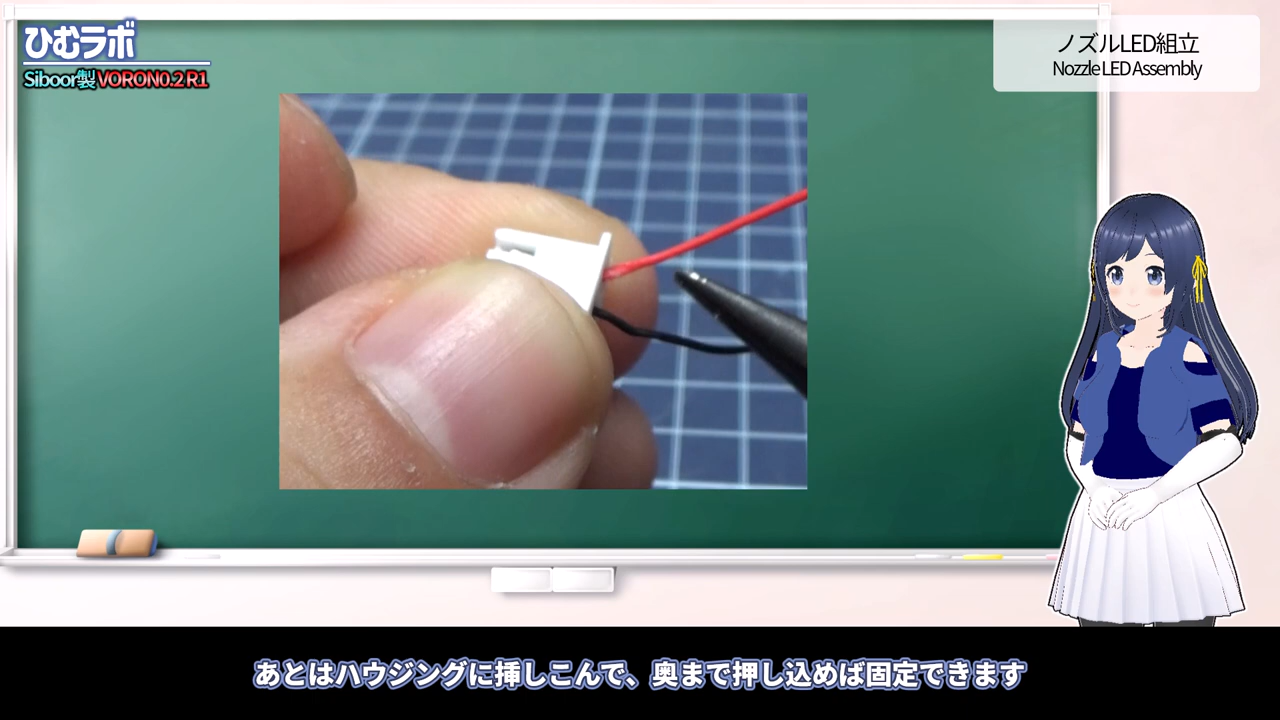 ひむラボ
Siboor製 VORON0.2 R1
ノズルLED組立
Nozzle LED Assembly
あとはハウジングに挿しこんで、奥まで押し込めば固定できます